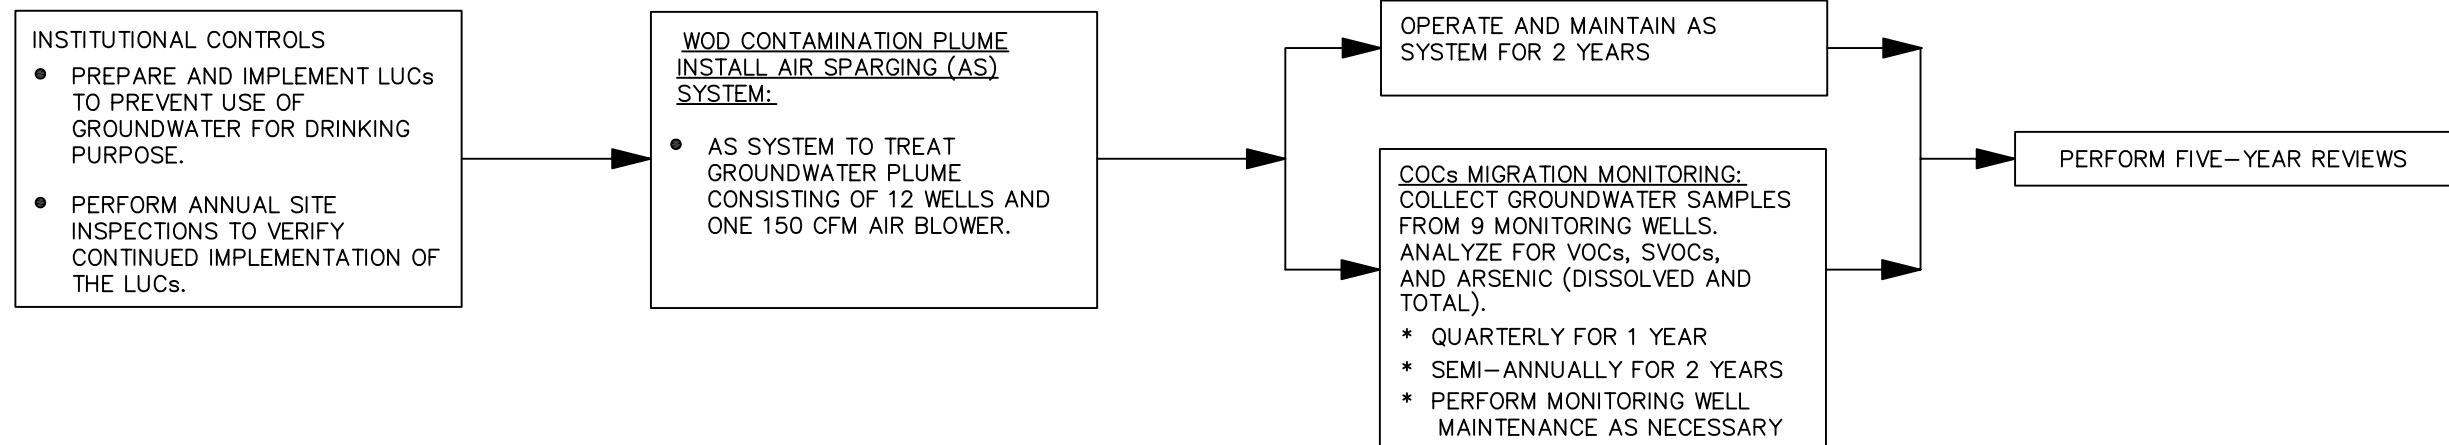 INSTITUTIONAL CONTROLS
● PREPARE AND IMPLEMENT LUCs
TO PREVENT USE OF
GROUNDWATER FOR DRINKING
PURPOSE.
● PERFORM ANNUAL SITE
INSPECTIONS TO VERIFY
CONTINUED IMPLEMENTATION OF
THE LUCs.
WOD CONTAMINATION PLUME
INSTALL AIR SPARGING (AS)
SYSTEM:
● AS SYSTEM TO TREAT
GROUNDWATER PLUME
CONSISTING OF 12 WELLS AND
ONE 150 CFM AIR BLOWER.
OPERATE AND MAINTAIN AS
SYSTEM FOR 2 YEARS
COCs MIGRATION MONITORING:
COLLECT GROUNDWATER SAMPLES
FROM 9 MONITORING WELLS.
ANALYZE FOR VOCs, SVOCs,
AND ARSENIC (DISSOLVED AND
TOTAL).
* QUARTERLY FOR 1 YEAR
* SEMI-ANNUALLY FOR 2 YEARS
* PERFORM MONITORING WELL
MAINTENANCE AS NECESSARY
PERFORM FIVE-YEAR REVIEWS